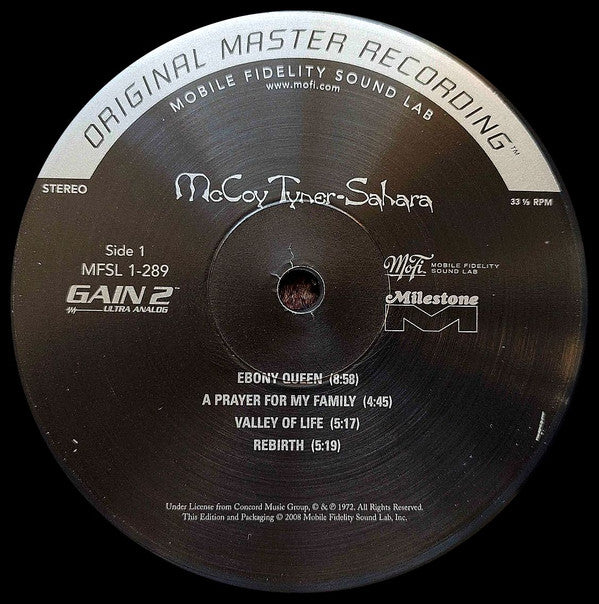 ORIGINAL MASTER RECORDING™
MOBILE FIDELITY SOUND LAB
www.mofi.com
STEREO
McCoy Tyner-Sahara
33 ⅓ RPM
Side 1
MFSL 1-289
GAIN 2™
ULTRA ANALOG
MoFi MOBILE FIDELITY
SOUND LAB
Milestone
M
EBONY QUEEN (8:58)
A PRAYER FOR MY FAMILY (4:45)
VALLEY OF LIFE (5:17)
REBIRTH (5:19)
Under License from Concord Music Group, © & ℗ 1972. All Rights Reserved.
This Edition and Packaging © 2008 Mobile Fidelity Sound Lab, Inc.